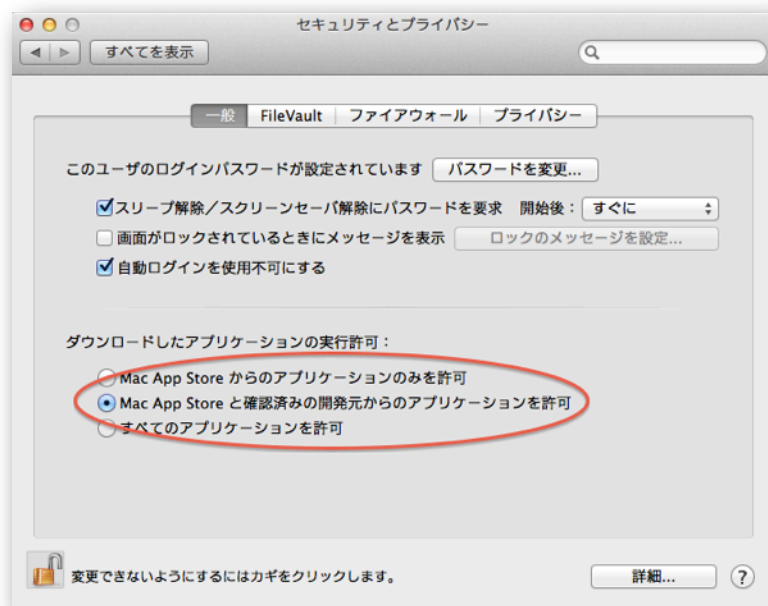 セキュリティとプライバシー
すべてを表示
一般 FileVault ファイアウォール プライバシー
このユーザのログインパスワードが設定されています パスワードを変更...
スリープ解除／スクリーンセーバ解除にパスワードを要求 開始後： すぐに
画面がロックされているときにメッセージを表示 ロックのメッセージを設定...
自動ログインを使用不可にする
ダウンロードしたアプリケーションの実行許可：
Mac App Store からのアプリケーションのみを許可
Mac App Store と確認済みの開発元からのアプリケーションを許可
すべてのアプリケーションを許可
変更できないようにするにはカギをクリックします。 詳細... ?